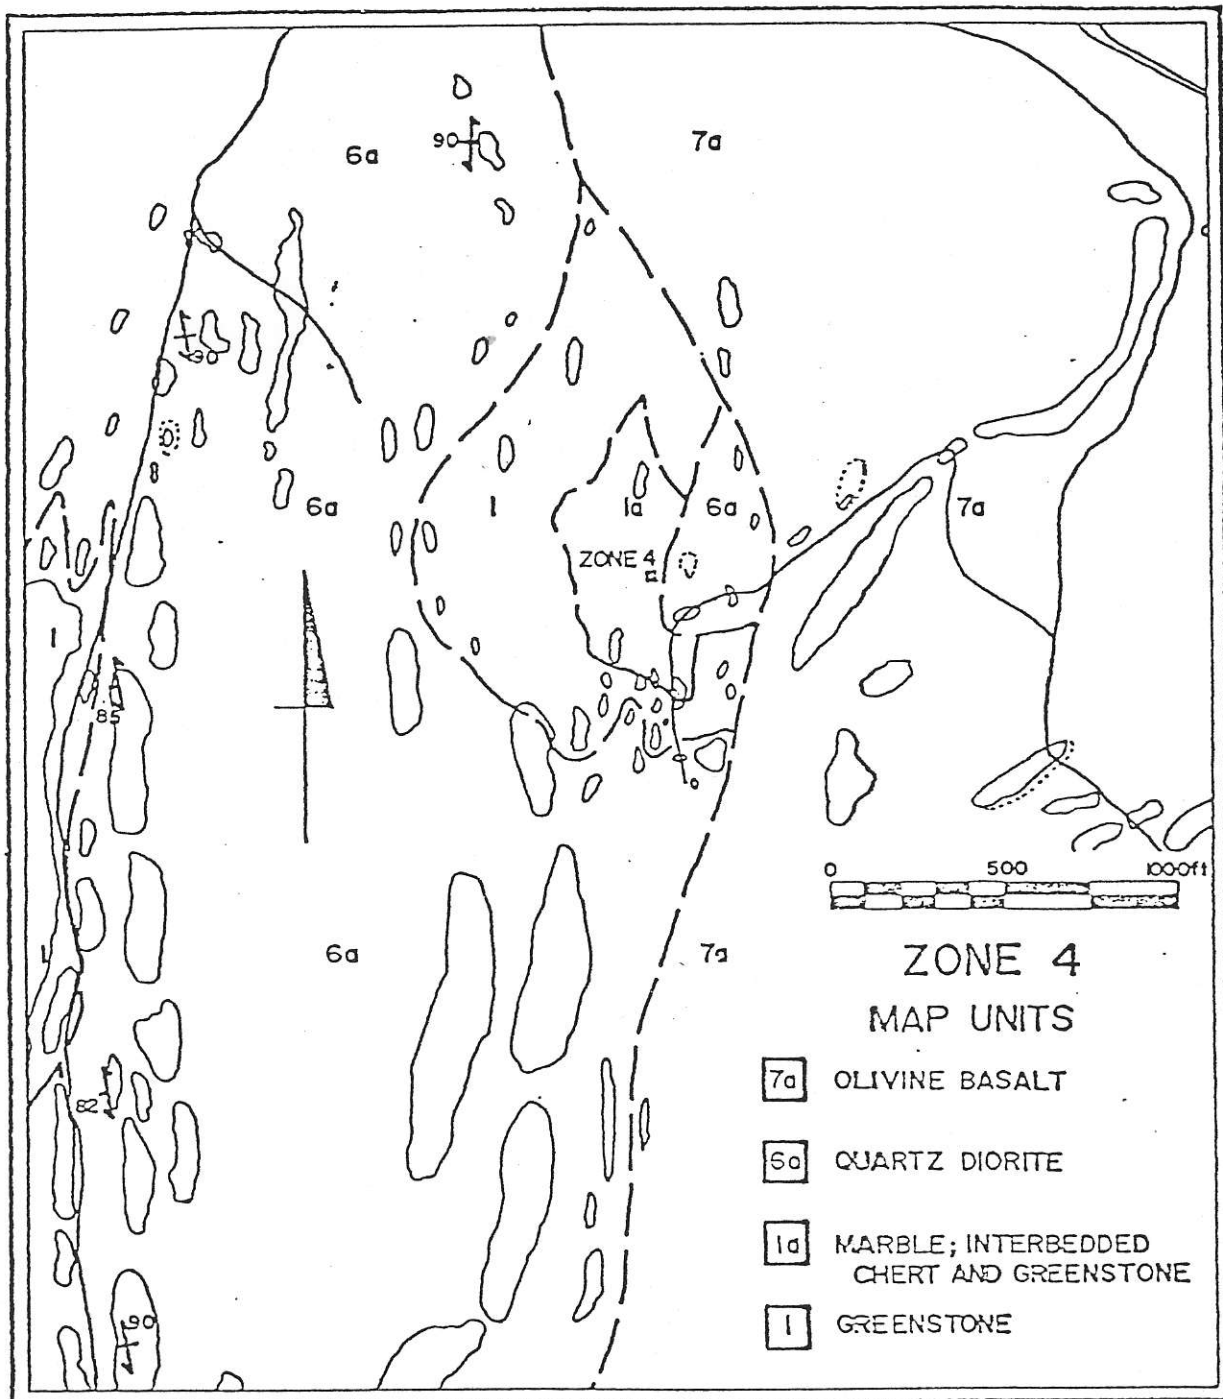 6a
90
7a
90
6a
1
1a
6a
7a
ZONE 4
1
85
0 500 1000ft
6a
7a
ZONE 4
MAP UNITS
7a OLIVINE BASALT
6a QUARTZ DIORITE
82
1a MARBLE; INTERBEDDED
CHERT AND GREENSTONE
1 GREENSTONE
90